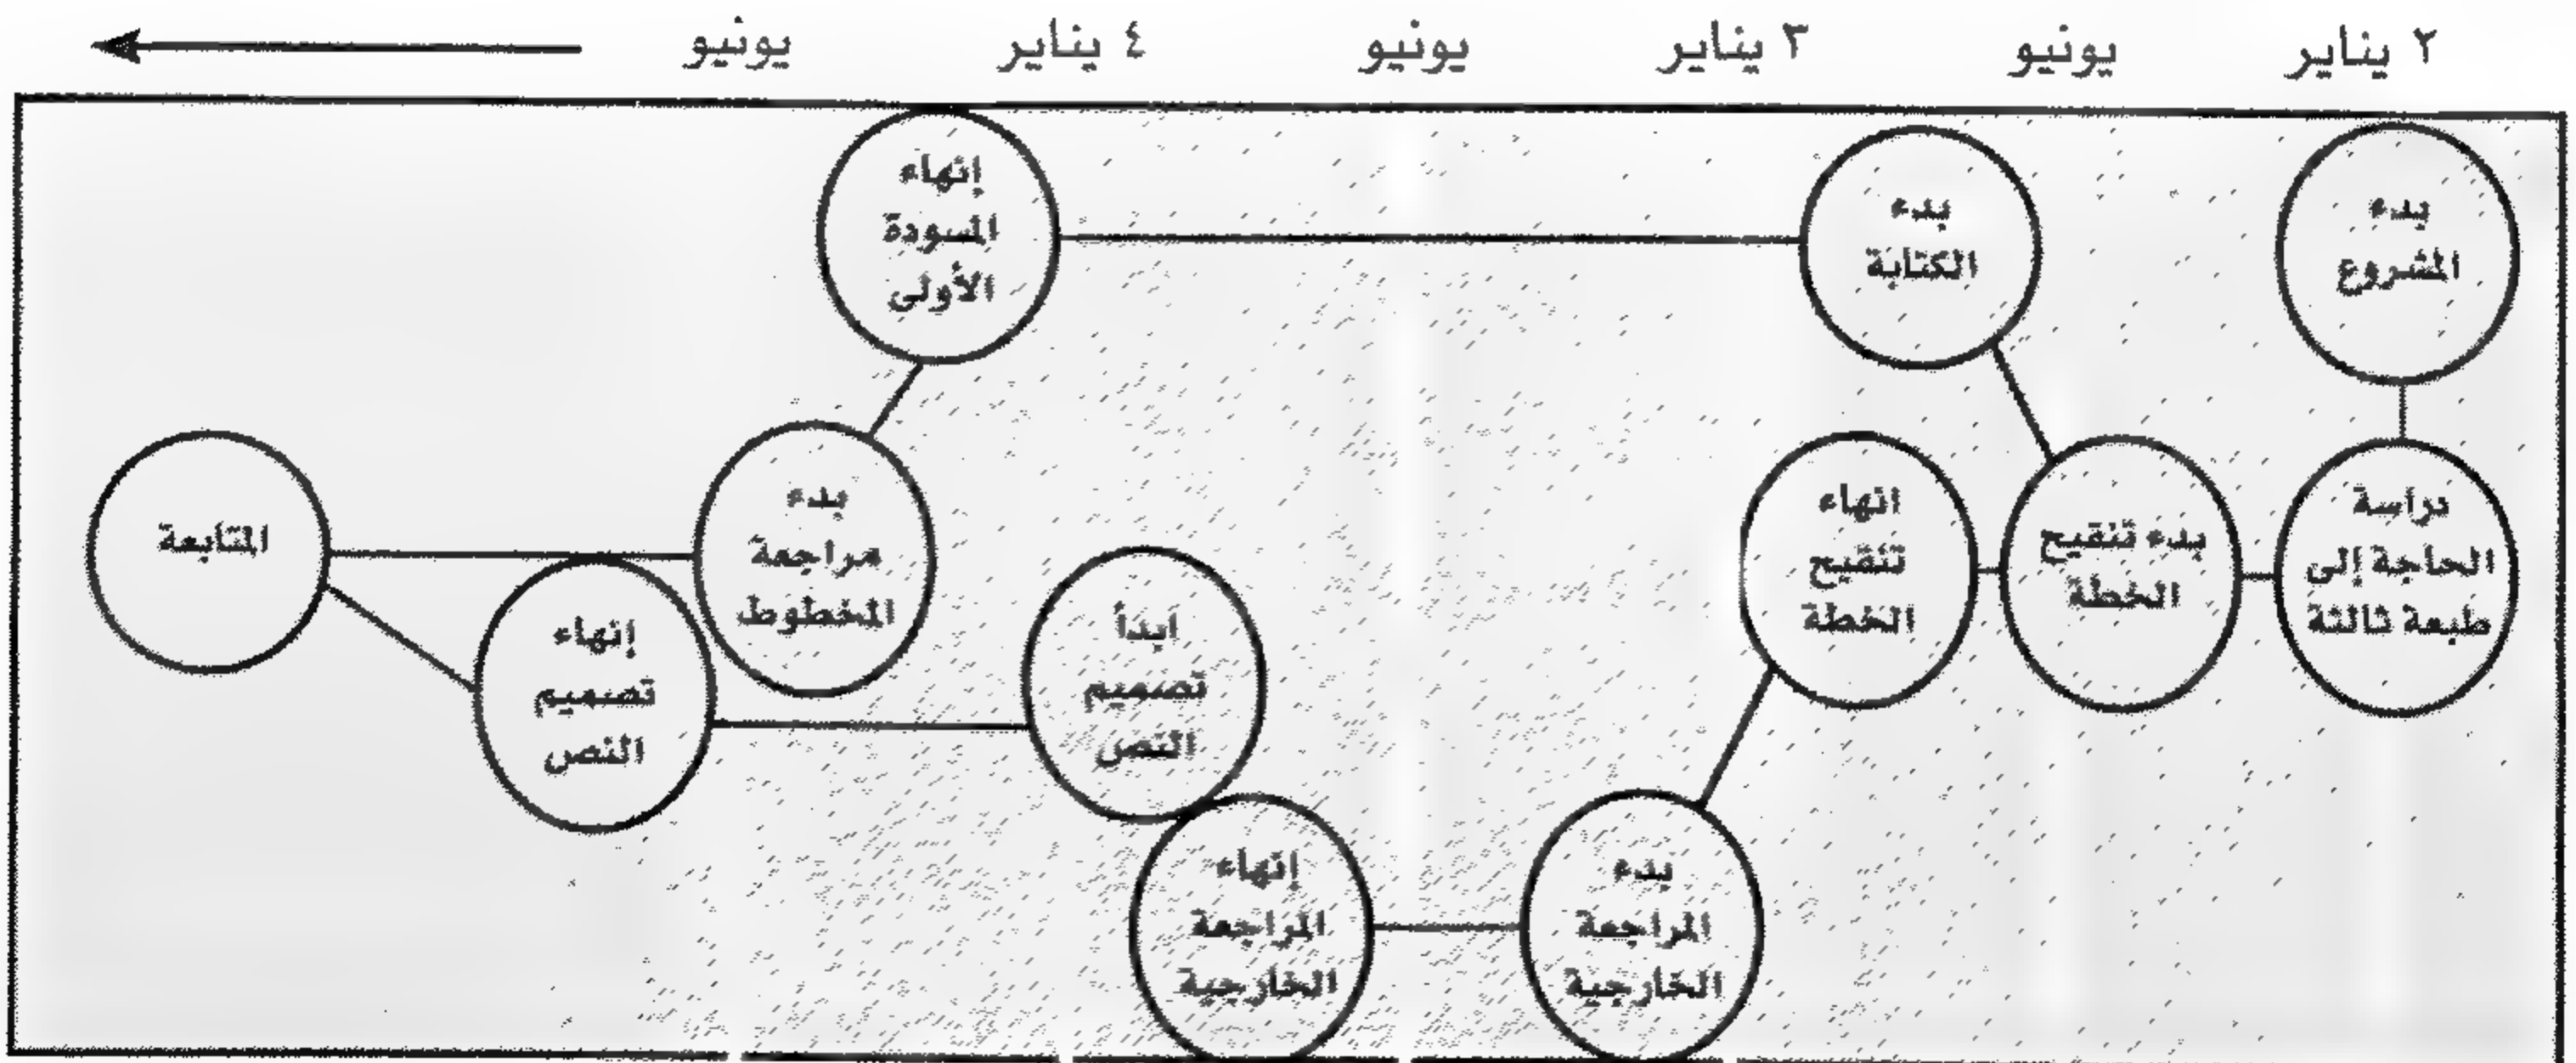 ٢ يناير
يونيو
٣ يناير
يونيو
٤ يناير
يونيو
بدء
المشروع
بدء
الكتابة
إنهاء
المسودة
الأولى
دراسة
الحاجة إلى
طبعة ثالثة
بدء تنقيح
الخطة
انهاء
تنقيح
الخطة
بدء
مراجعة
المخطوط
المتابعة
ابدأ
تصميم
النص
إنهاء
تصميم
النص
بدء
المراجعة
الخارجية
إنهاء
المراجعة
الخارجية